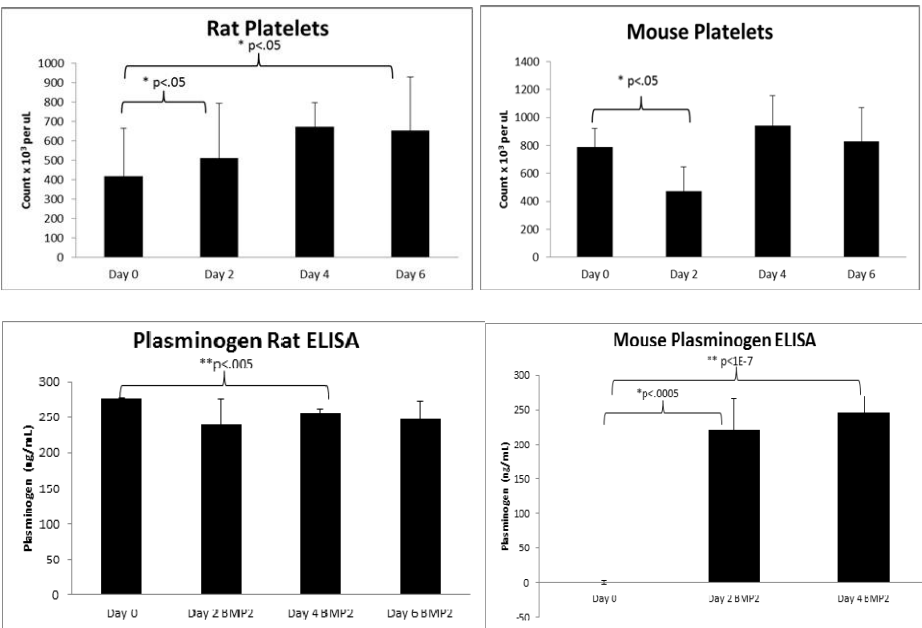 Rat Platelets
* p<.05
* p<.05
Count x 10³ per uL
1000
900
800
700
600
500
400
300
200
100
0
Day 0 Day 2 Day 4 Day 6
Mouse Platelets
* p<.05
Count x 10³ per uL
1400
1200
1000
800
600
400
200
0
Day 0 Day 2 Day 4 Day 6
Plasminogen Rat ELISA
**p<.005
Plasminogen (ng/mL)
300
250
200
150
100
50
0
Day 0 Day 2 BMP2 Day 4 BMP2 Day 6 BMP2
Mouse Plasminogen ELISA
** p<1E-7
*p<.0005
Plasminogen (ng/mL)
300
250
200
150
100
50
0
-50
Day 0 Day 2 BMP2 Day 4 BMP2